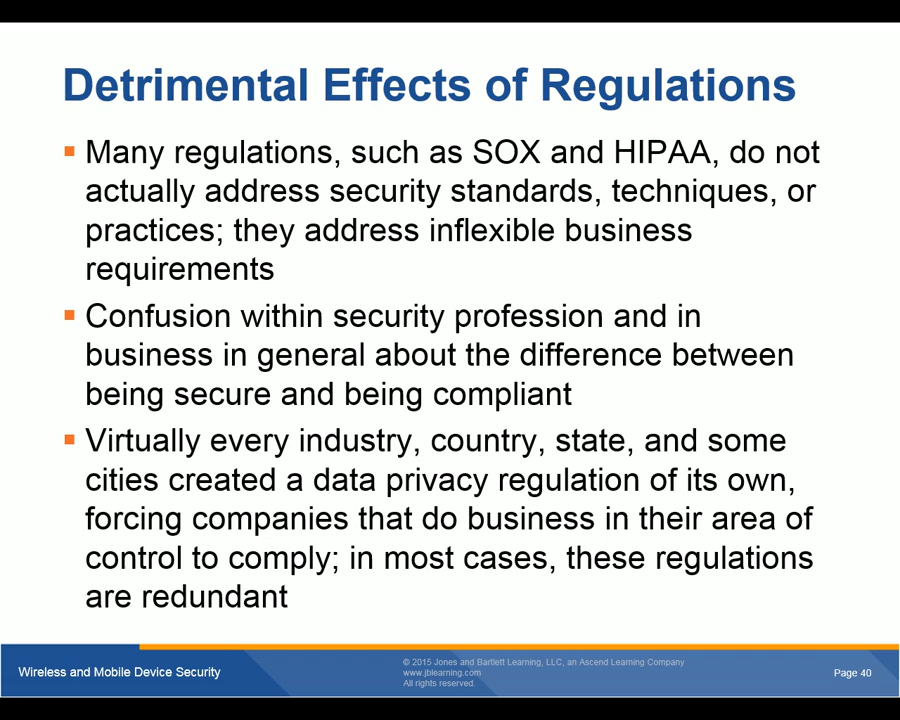 Detrimental Effects of Regulations
Many regulations, such as SOX and HIPAA, do not
actually address security standards, techniques, or
practices; they address inflexible business
requirements
Confusion within security profession and in
business in general about the difference between
being secure and being compliant
Virtually every industry, country, state, and some
cities created a data privacy regulation of its own,
forcing companies that do business in their area of
control to comply; in most cases, these regulations
are redundant
Wireless and Mobile Device Security
© 2015 Jones and Bartlett Learning, LLC, an Ascend Learning Company
www.jblearning.com
All rights reserved.
Page 40